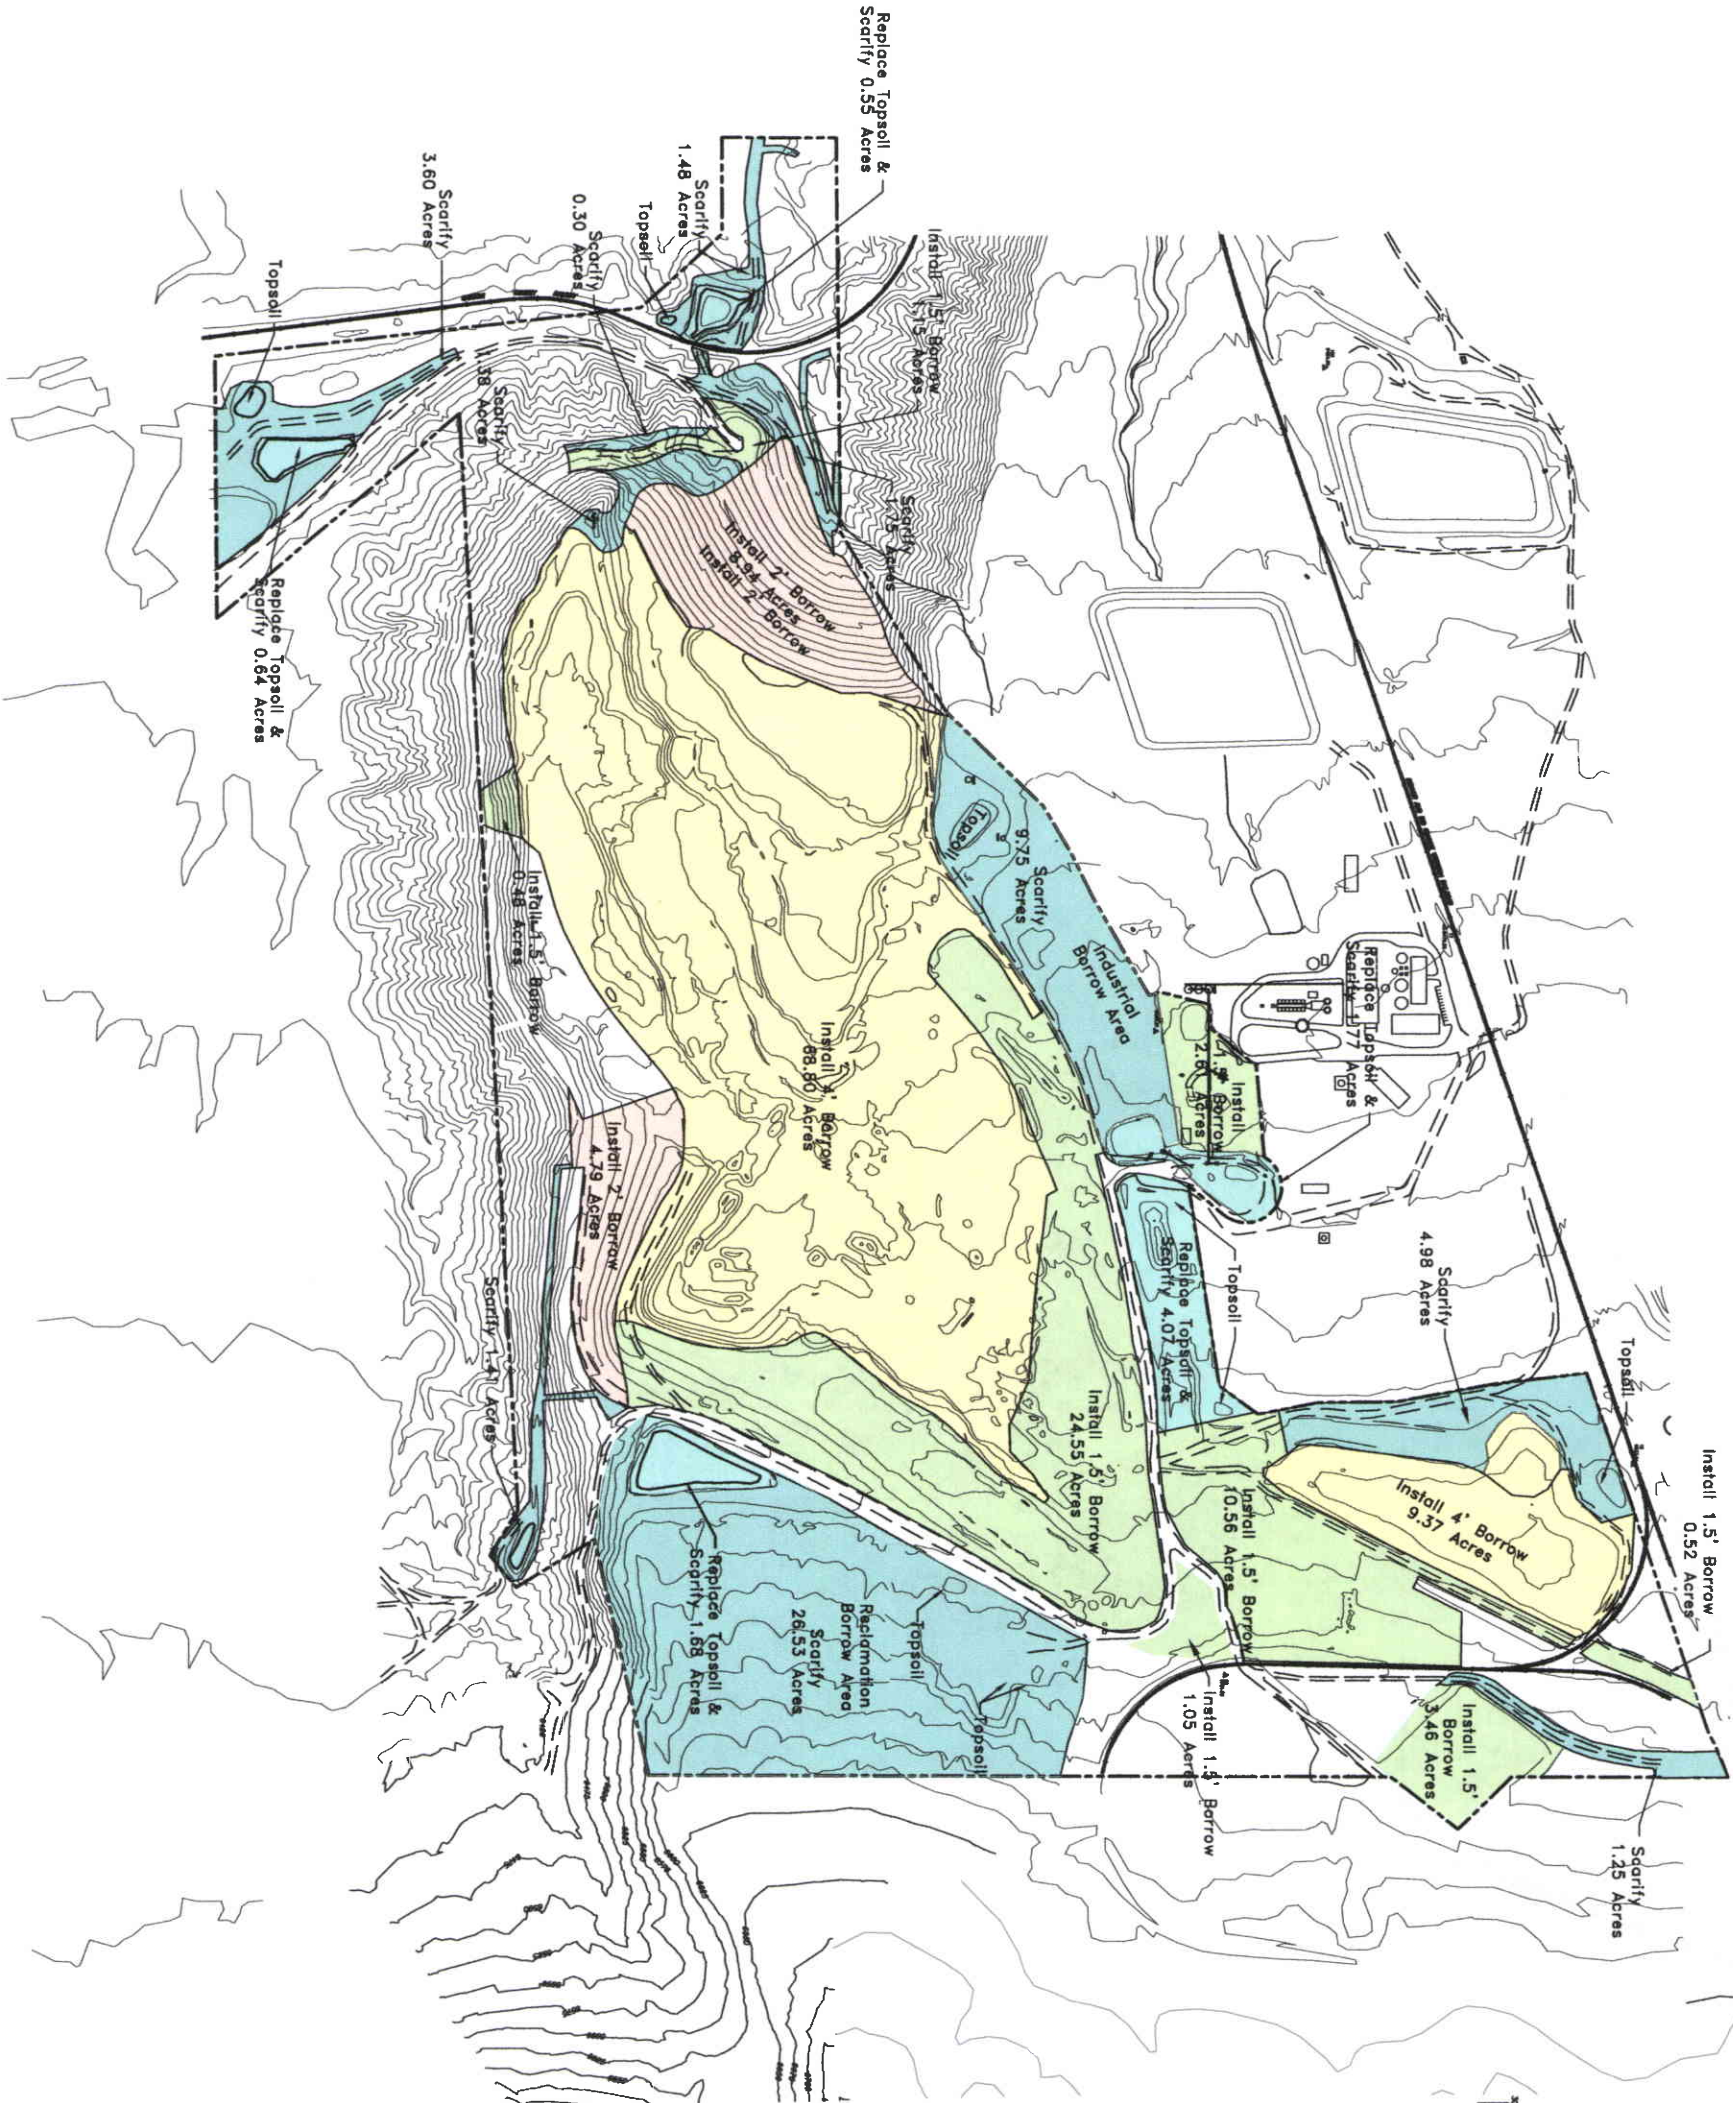 Replace Topsoil &
Scarify 0.55 Acres
Scarify
1.48 Acres
Topsoil
Scarify
0.30 Acres
Scarify
3.60 Acres
Topsoil
Install 1.5' Borrow
1.15 Acres
Scarify
1.38 Acres
Scarify
1.75 Acres
Install 2' Borrow
8.94 Acres
Install 2' Borrow
Replace Topsoil &
Scarify 0.64 Acres
Topsoil
Scarify
9.75 Acres
Industrial
Borrow Area
Install 1.5' Borrow
0.48 Acres
Install 4' Borrow
68.80 Acres
Replace Topsoil &
Scarify 1.77 Acres
Install
1.5' Borrow
Acres
Install 2' Borrow
4.79 Acres
Topsoil
Replace Topsoil &
Scarify 4.07 Acres
Scarify
4.98 Acres
Topsoil
Scarify 1.41 Acres
Install 1.5' Borrow
24.55 Acres
Install 1.5' Borrow
10.56 Acres
Install 4' Borrow
9.37 Acres
Install 1.5' Borrow
0.52 Acres
Replace Topsoil &
Scarify 1.68 Acres
Reclamation
Borrow Area
Scarify
26.53 Acres
Topsoil
Topsoil
Install 1.5' Borrow
1.05 Acres
Install 1.5'
Borrow
3.46 Acres
Scarify
1.25 Acres